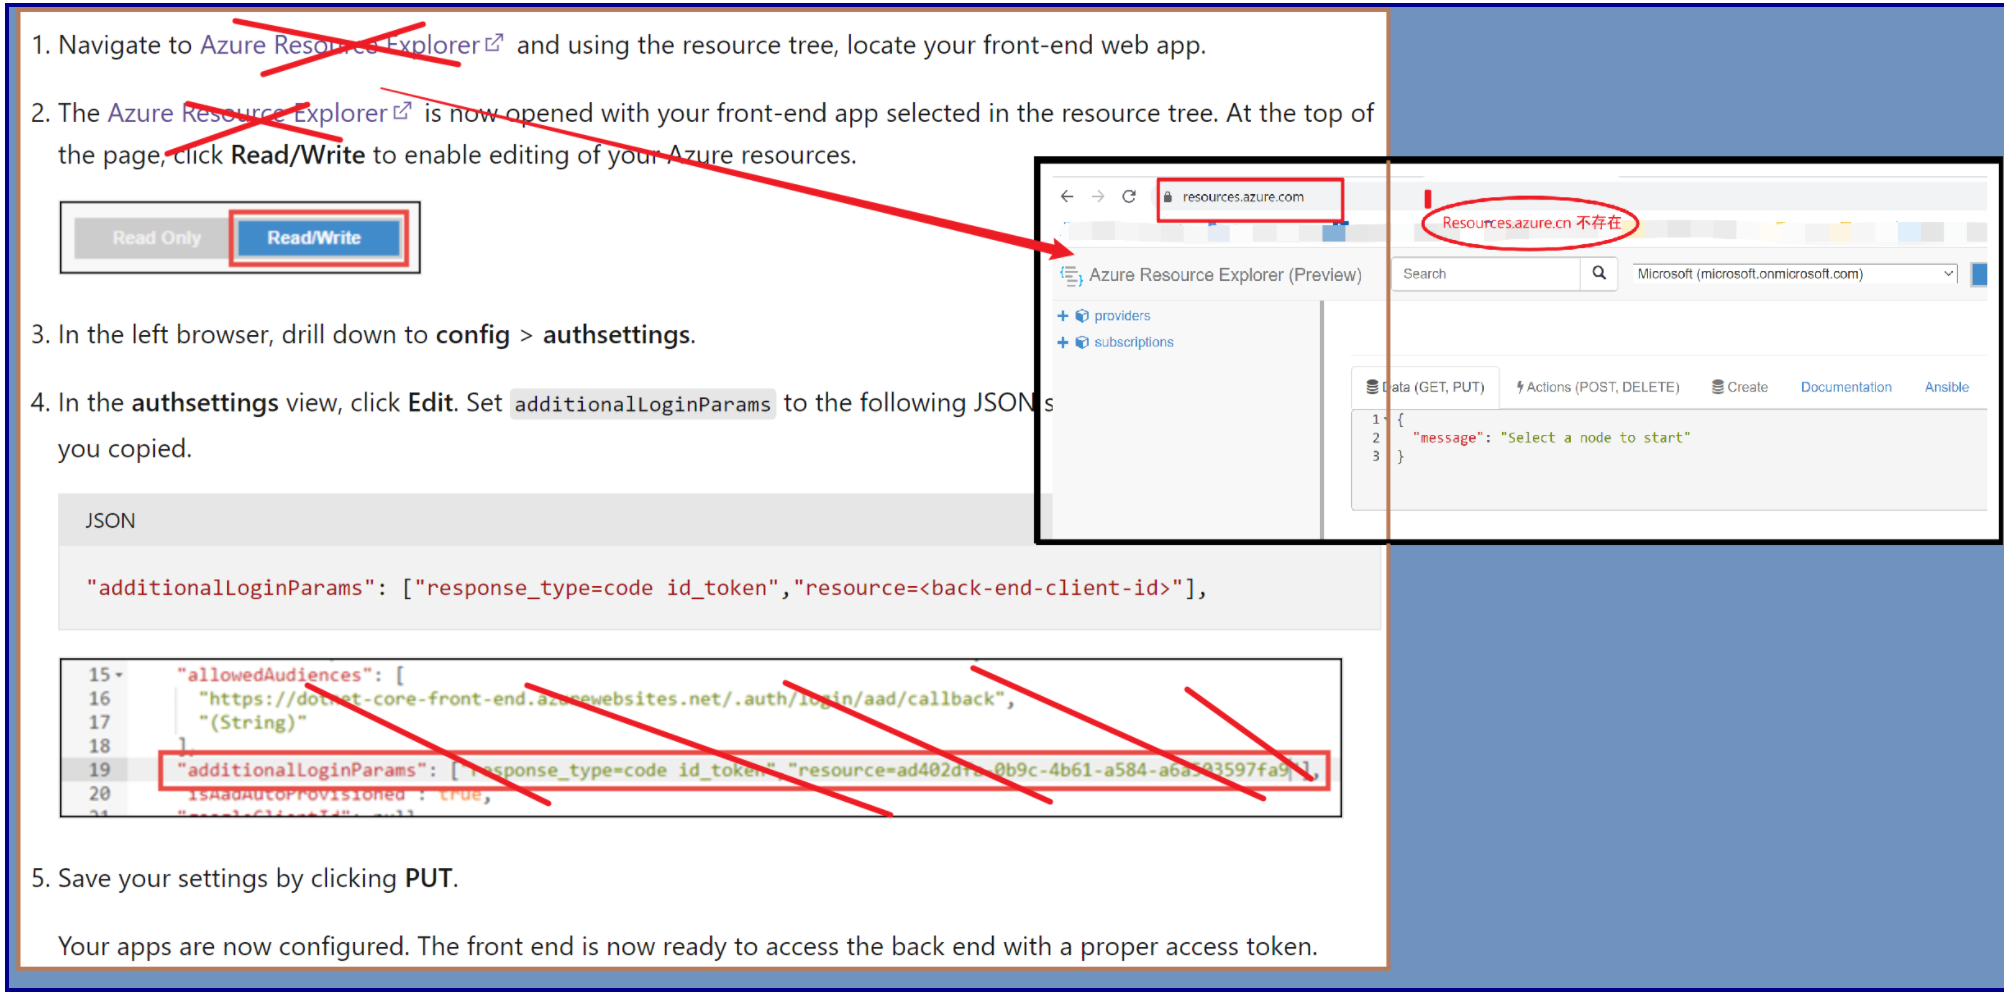 1. Navigate to Azure Resource Explorer and using the resource tree, locate your front-end web app.
2. The Azure Resource Explorer is now opened with your front-end app selected in the resource tree. At the top of
the page, click Read/Write to enable editing of your Azure resources.
Read Only Read/Write
3. In the left browser, drill down to config > authsettings.
4. In the authsettings view, click Edit. Set additionalLoginParams to the following JSON s
you copied.
JSON
"additionalLoginParams": ["response_type=code id_token","resource=<back-end-client-id>"],
15 "allowedAudiences": [
16 "https://dotnet-core-front-end.azurewebsites.net/.auth/login/aad/callback",
17 "(String)"
18 ],
19 "additionalLoginParams": ["response_type=code id_token","resource=ad402dfa-0b9c-4b61-a584-a6a503597fa9"],
20 "isAadAutoProvisioned": true,
21 "googleClientId": null
5. Save your settings by clicking PUT.
Your apps are now configured. The front end is now ready to access the back end with a proper access token.
resources.azure.com
Resources.azure.cn 不存在
Azure Resource Explorer (Preview)
Search
Microsoft (microsoft.onmicrosoft.com)
providers
subscriptions
Data (GET, PUT) Actions (POST, DELETE) Create Documentation Ansible
1 {
2 "message": "Select a node to start"
3 }